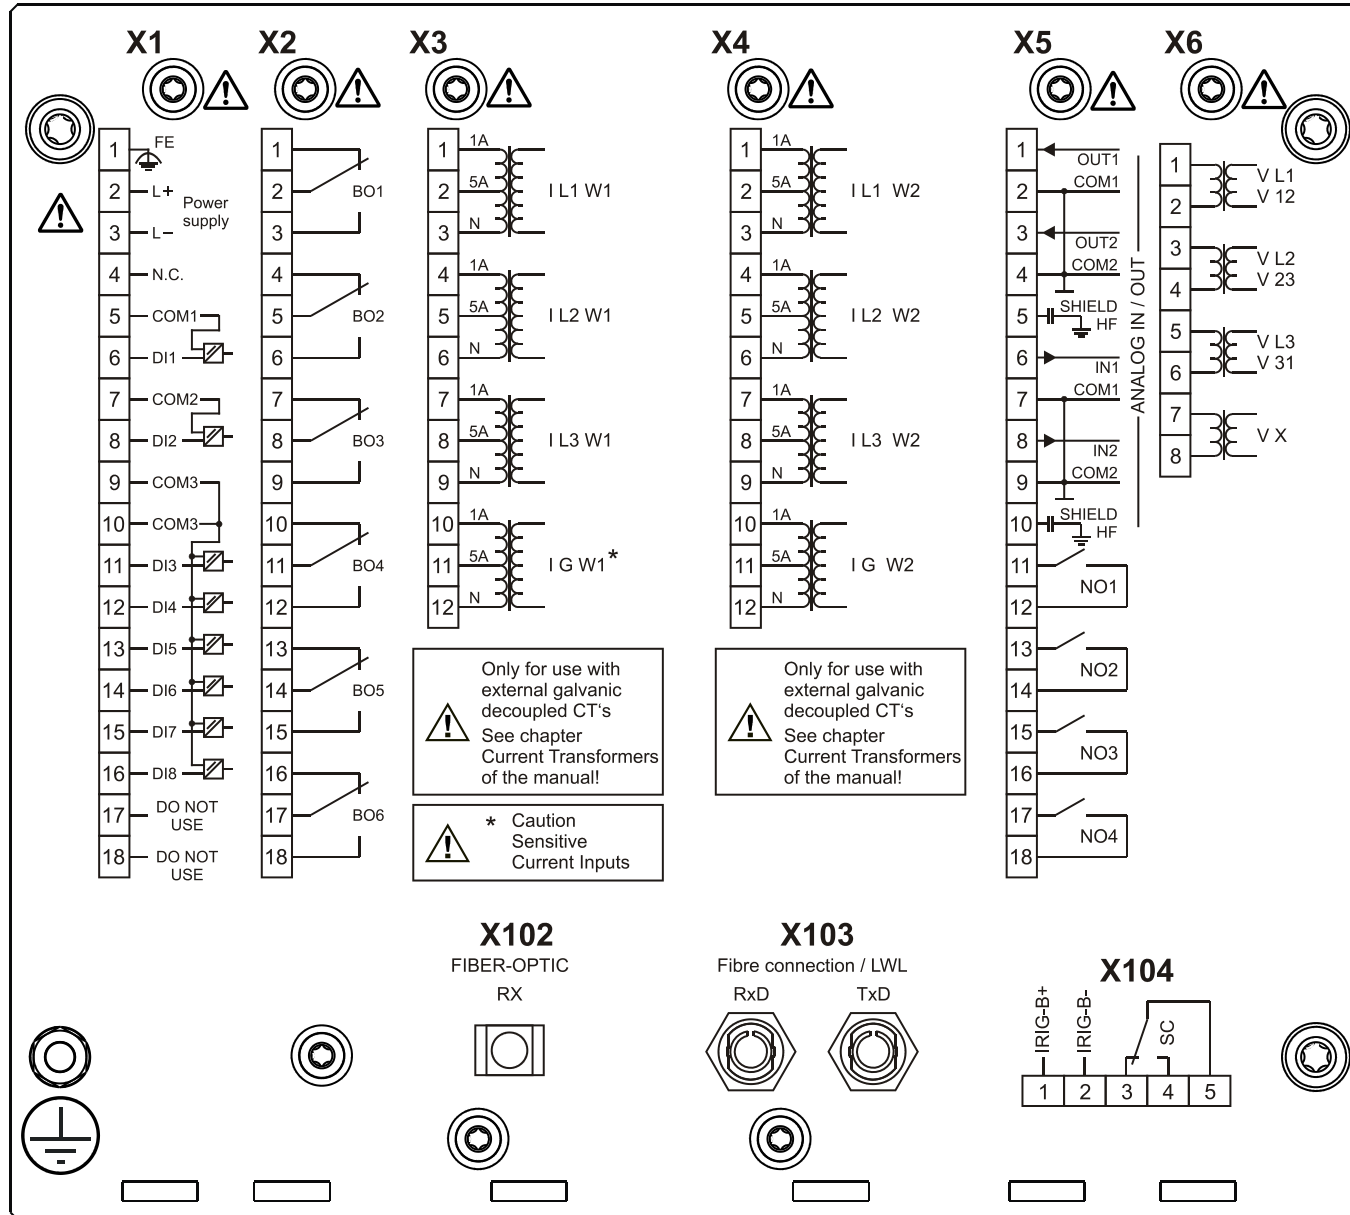 X1
X2
X3
X4
X5
X6
1 FE
2 L+ Power
supply
3 L–
4 N.C.
5 COM1
6 DI1
7 COM2
8 DI2
9 COM3
10 COM3
11 DI3
12 DI4
13 DI5
14 DI6
15 DI7
16 DI8
17 DO NOT
USE
18 DO NOT
USE
1
2 BO1
3
4
5 BO2
6
7
8 BO3
9
10
11 BO4
12
13
14 BO5
15
16
17 BO6
18
1 1A
2 5A I L1 W1
3 N
4 1A
5 5A I L2 W1
6 N
7 1A
8 5A I L3 W1
9 N
10 1A
11 5A I G W1*
12 N
Only for use with
external galvanic
decoupled CT‘s
See chapter
Current Transformers
of the manual!
* Caution
Sensitive
Current Inputs
1 1A
2 5A I L1 W2
3 N
4 1A
5 5A I L2 W2
6 N
7 1A
8 5A I L3 W2
9 N
10 1A
11 5A I G W2
12 N
Only for use with
external galvanic
decoupled CT‘s
See chapter
Current Transformers
of the manual!
1 OUT1
2 COM1
3 OUT2
4 COM2
5 SHIELD
HF
6 IN1
7 COM1
8 IN2
9 COM2
10 SHIELD
HF
ANALOG IN / OUT
11
NO1
12
13
NO2
14
15
NO3
16
17
NO4
18
1 V L1
2 V 12
3 V L2
4 V 23
5 V L3
6 V 31
7
V X
8
X102
FIBER-OPTIC
RX
X103
Fibre connection / LWL
RxD TxD
X104
IRIG-B+
IRIG-B-
SC
1 2 3 4 5